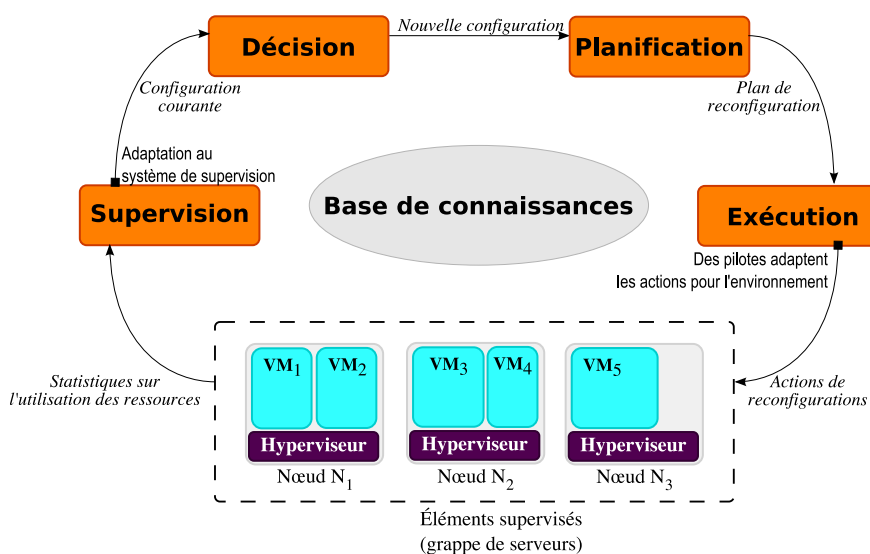 Décision
Nouvelle configuration
Planification
Configuration
courante
Plan de
reconfiguration
Adaptation au
système de supervision
Supervision
Base de connaissances
Exécution
Des pilotes adaptent
les actions pour l'environnement
Statistiques sur
l'utilisation des ressources
VM1 VM2
Hyperviseur
Nœud N1
VM3 VM4
Hyperviseur
Nœud N2
VM5
Hyperviseur
Nœud N3
Actions de
reconfigurations
Éléments supervisés
(grappe de serveurs)